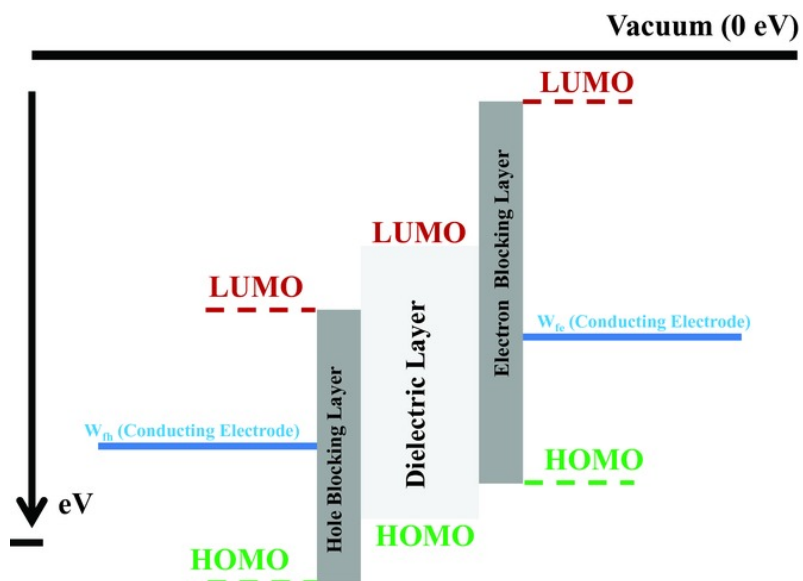 Vacuum (0 eV)
LUMO
LUMO
LUMO
Electron Blocking Layer
W_fe (Conducting Electrode)
Dielectric Layer
Hole Blocking Layer
W_fh (Conducting Electrode)
HOMO
eV
HOMO
HOMO